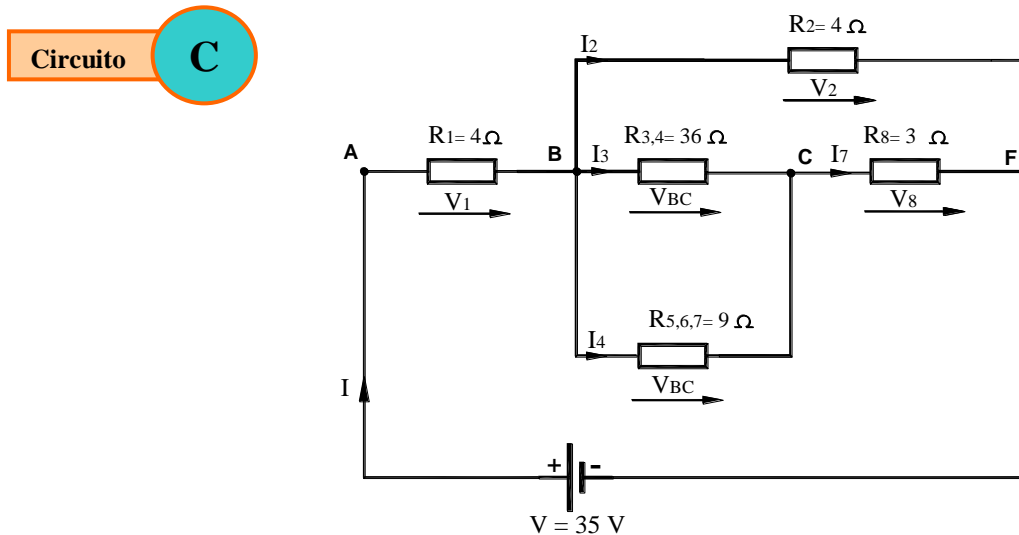 Circuito C
R2= 4 Ω
I2
V2
R1= 4 Ω
R3,4= 36 Ω
R8= 3 Ω
A
B
I3
C
I7
F
V1
VBC
V8
R5,6,7= 9 Ω
I4
VBC
I
+ -
V = 35 V